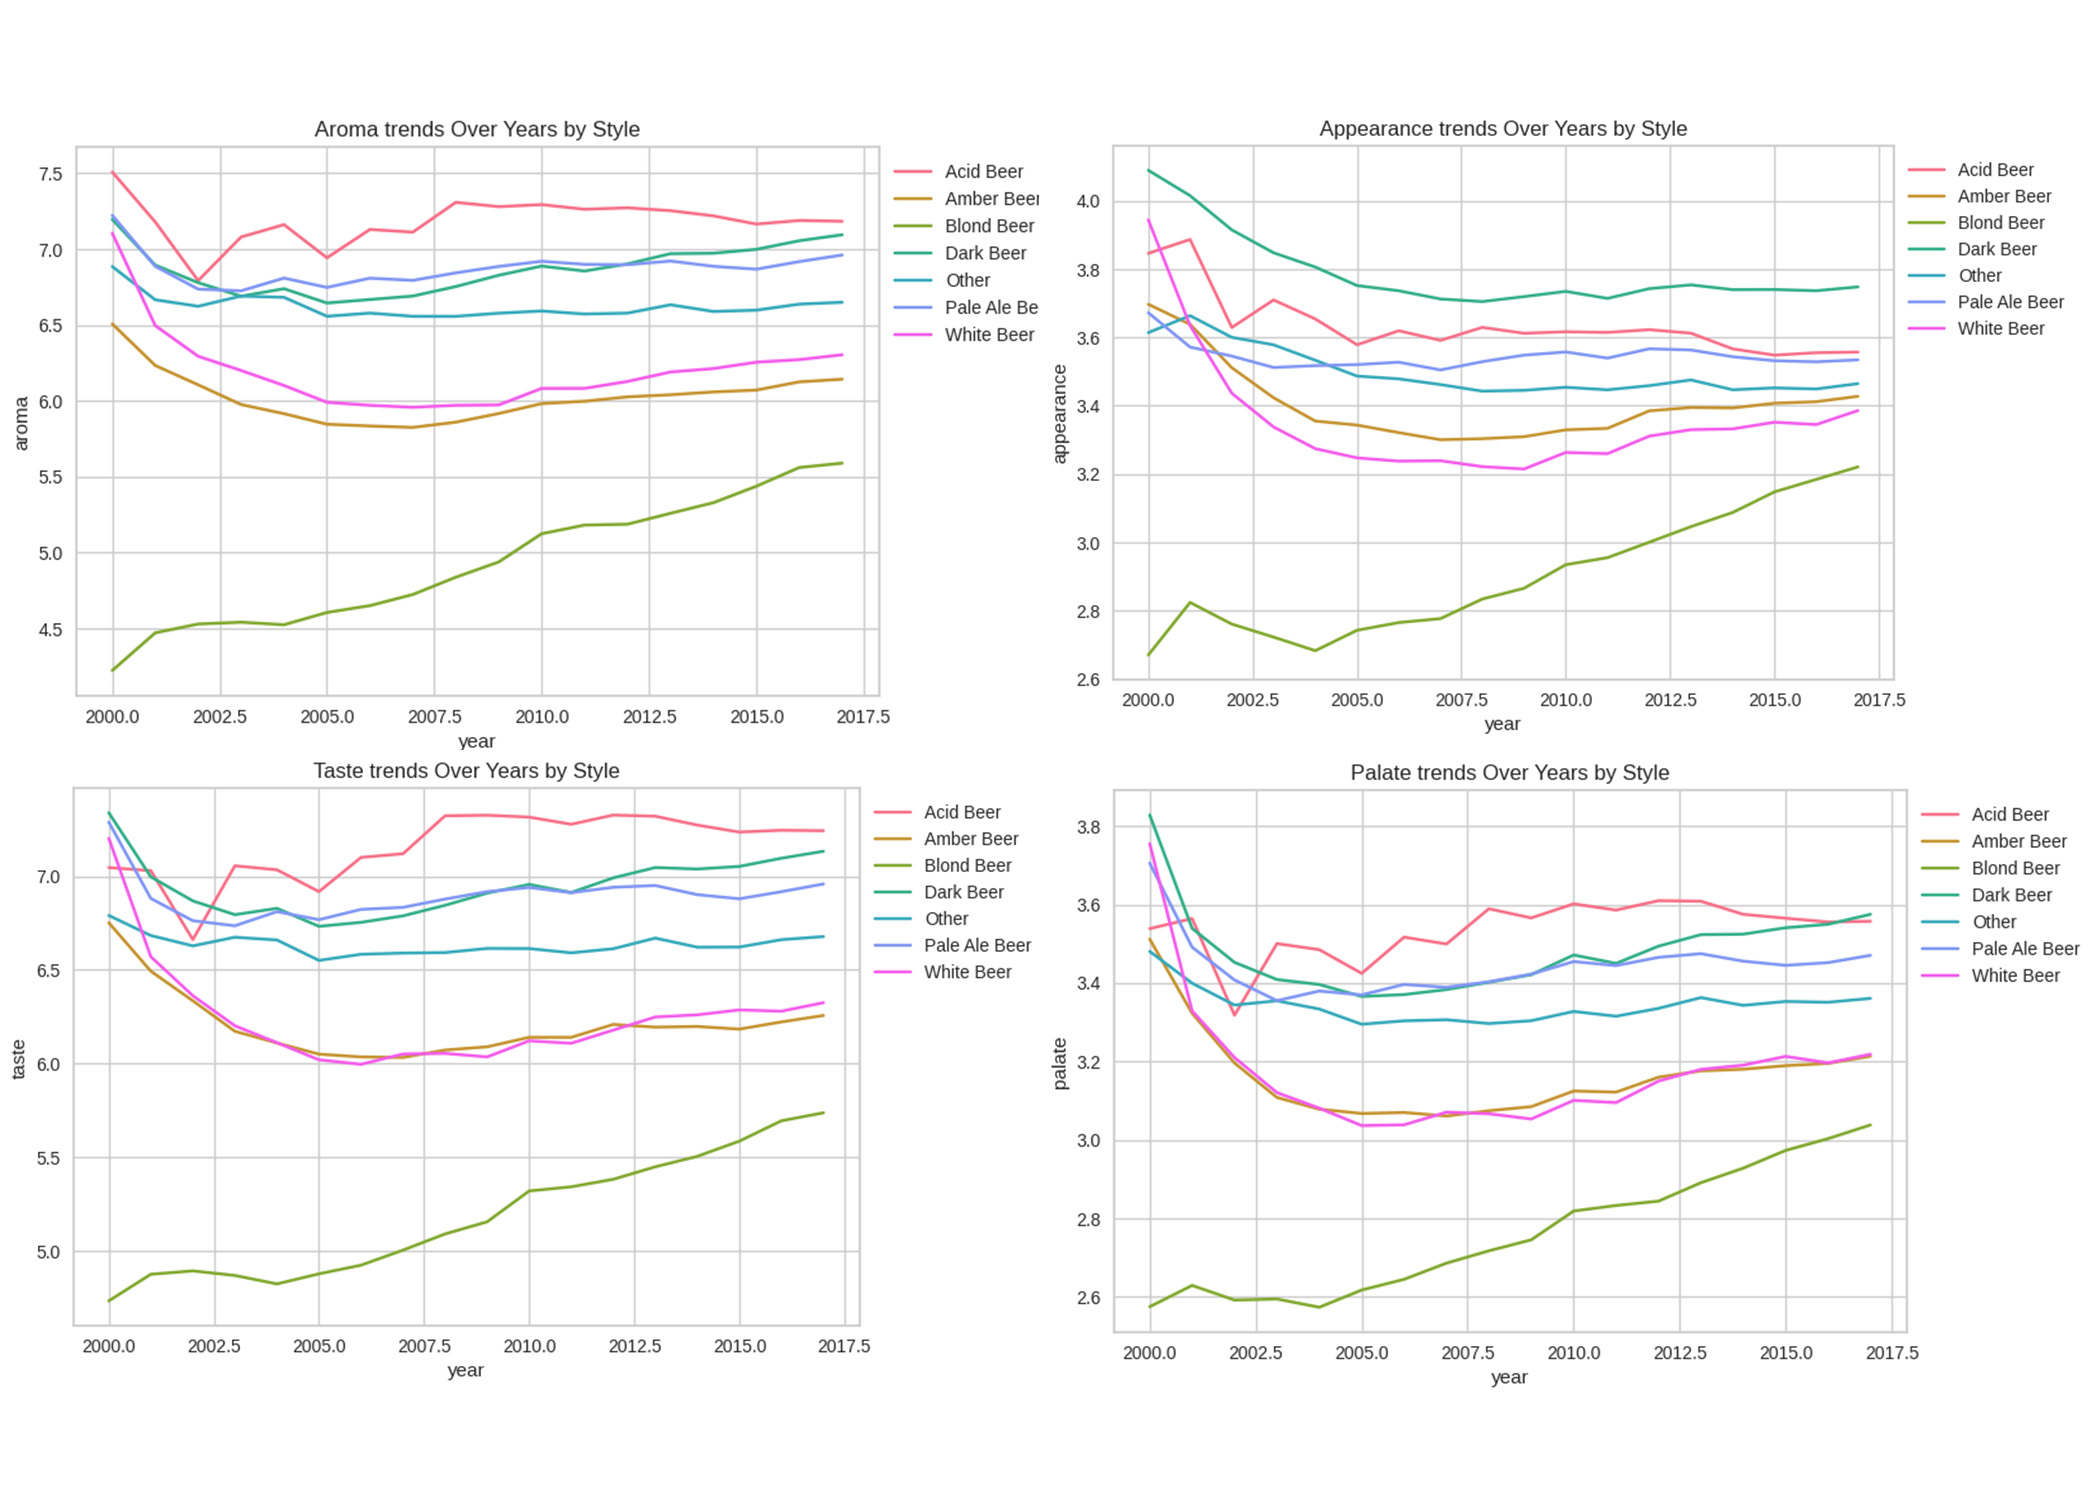 Aroma trends Over Years by Style
7.5
7.0
6.5
6.0
5.5
5.0
4.5
aroma
2000.0 2002.5 2005.0 2007.5 2010.0 2012.5 2015.0 2017.5
year
Acid Beer
Amber Beer
Blond Beer
Dark Beer
Other
Pale Ale Be
White Beer
Appearance trends Over Years by Style
4.0
3.8
3.6
3.4
3.2
3.0
2.8
2.6
appearance
2000.0 2002.5 2005.0 2007.5 2010.0 2012.5 2015.0 2017.5
year
Acid Beer
Amber Beer
Blond Beer
Dark Beer
Other
Pale Ale Beer
White Beer
Taste trends Over Years by Style
7.0
6.5
6.0
5.5
5.0
taste
2000.0 2002.5 2005.0 2007.5 2010.0 2012.5 2015.0 2017.5
year
Acid Beer
Amber Beer
Blond Beer
Dark Beer
Other
Pale Ale Beer
White Beer
Palate trends Over Years by Style
3.8
3.6
3.4
3.2
3.0
2.8
2.6
palate
2000.0 2002.5 2005.0 2007.5 2010.0 2012.5 2015.0 2017.5
year
Acid Beer
Amber Beer
Blond Beer
Dark Beer
Other
Pale Ale Beer
White Beer